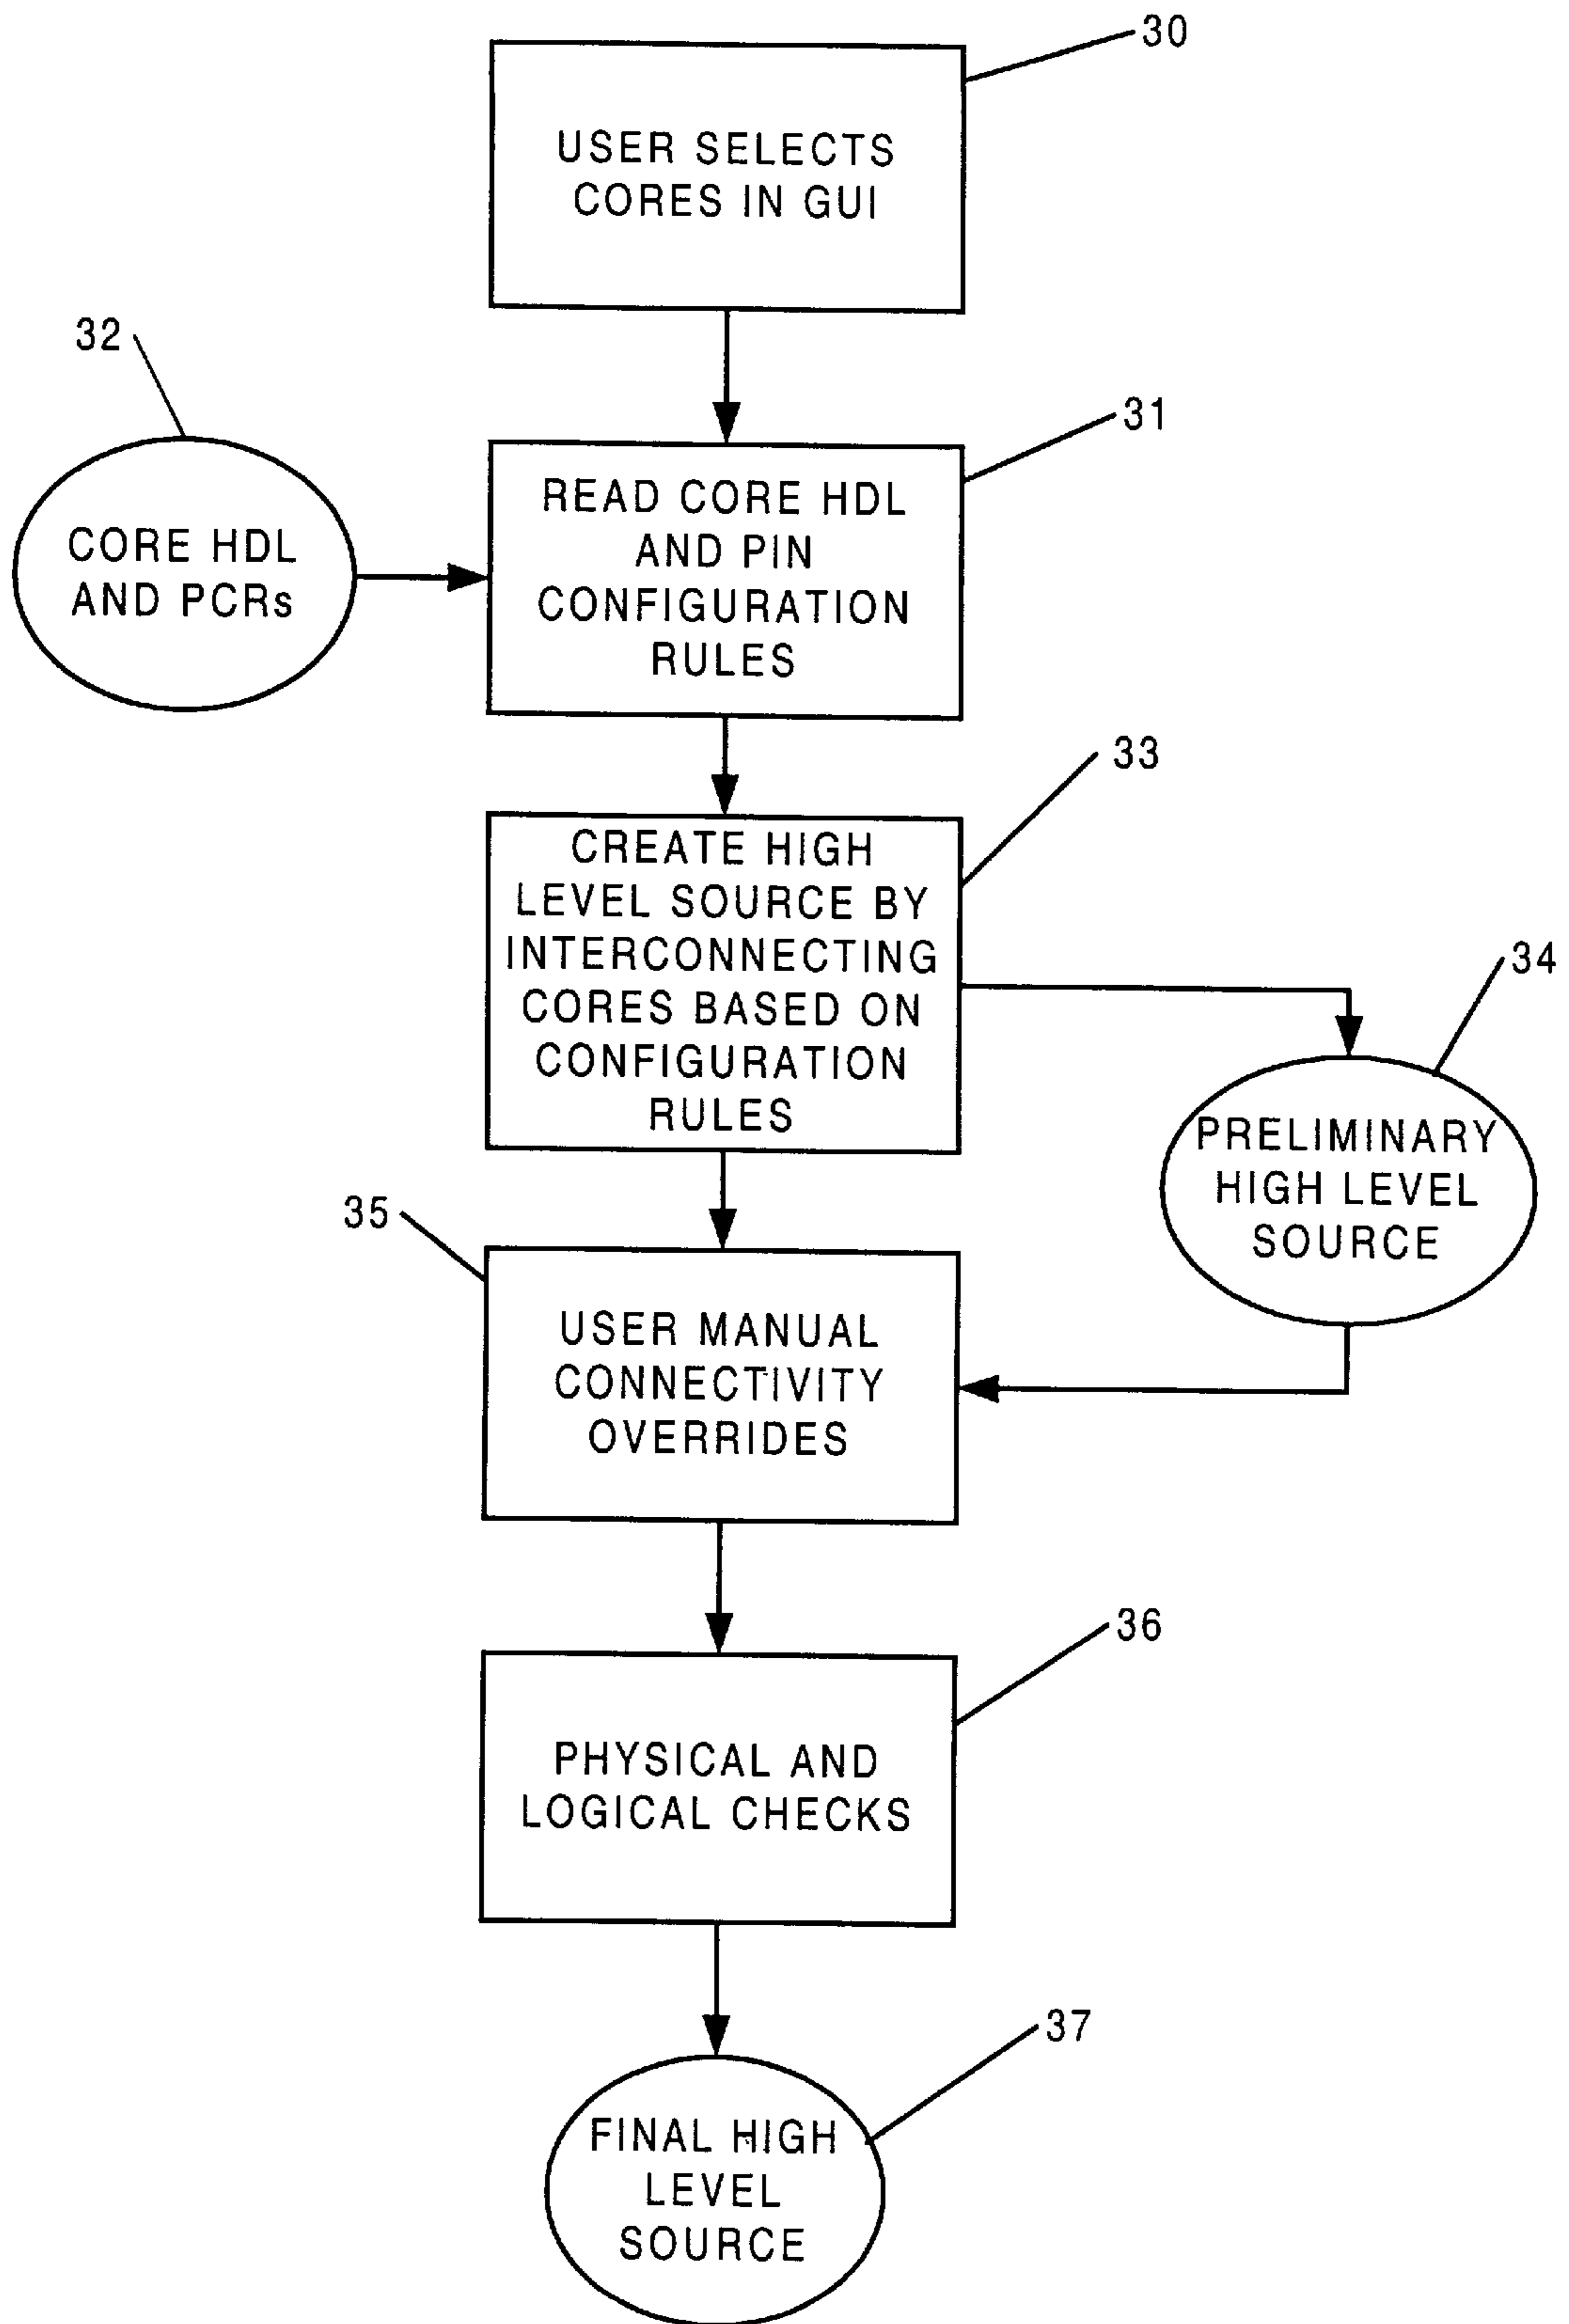 30
USER SELECTS
CORES IN GUI
32
31
CORE HDL
AND PCRs
READ CORE HDL
AND PIN
CONFIGURATION
RULES
33
CREATE HIGH
LEVEL SOURCE BY
INTERCONNECTING
CORES BASED ON
CONFIGURATION
RULES
34
PRELIMINARY
HIGH LEVEL
SOURCE
35
USER MANUAL
CONNECTIVITY
OVERRIDES
36
PHYSICAL AND
LOGICAL CHECKS
37
FINAL HIGH
LEVEL
SOURCE